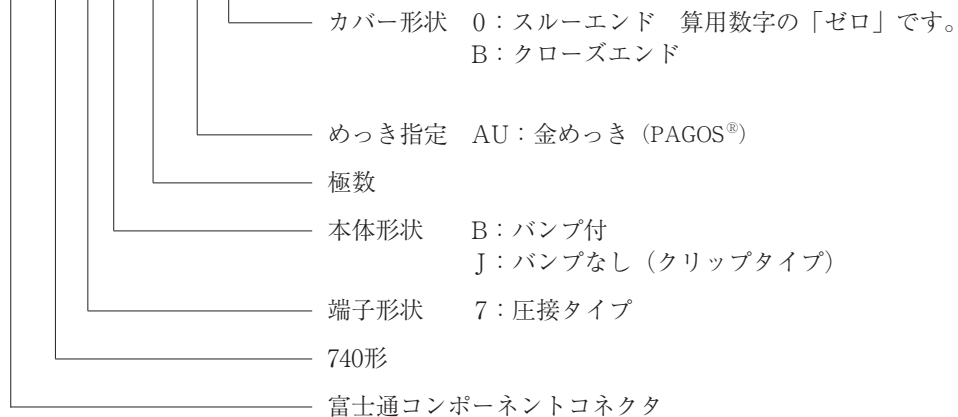 カバー形状　0：スルーエンド　算用数字の「ゼロ」です。
B：クローズエンド
めっき指定　AU：金めっき（PAGOS®）
極数
本体形状　B：バンプ付
J：バンプなし（クリップタイプ）
端子形状　7：圧接タイプ
740形
富士通コンポーネントコネクタ